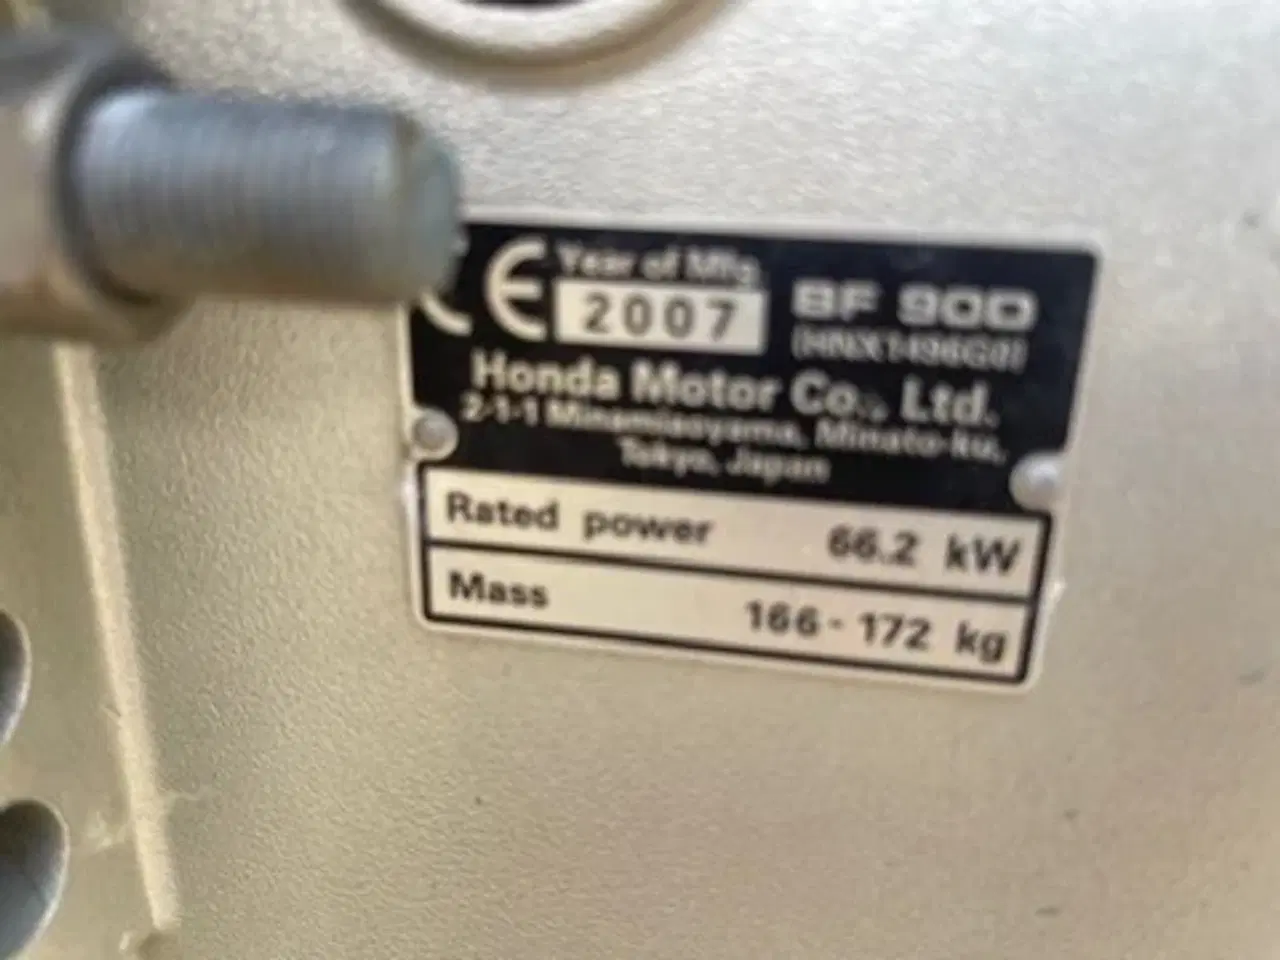 CE Year of Mfg. BF 90D
2007
Honda Motor Co., Ltd.
2-1-1 Minamiaoyama, Minato-ku,
Tokyo, Japan
Rated power 66.2 kW
Mass 166-172 kg